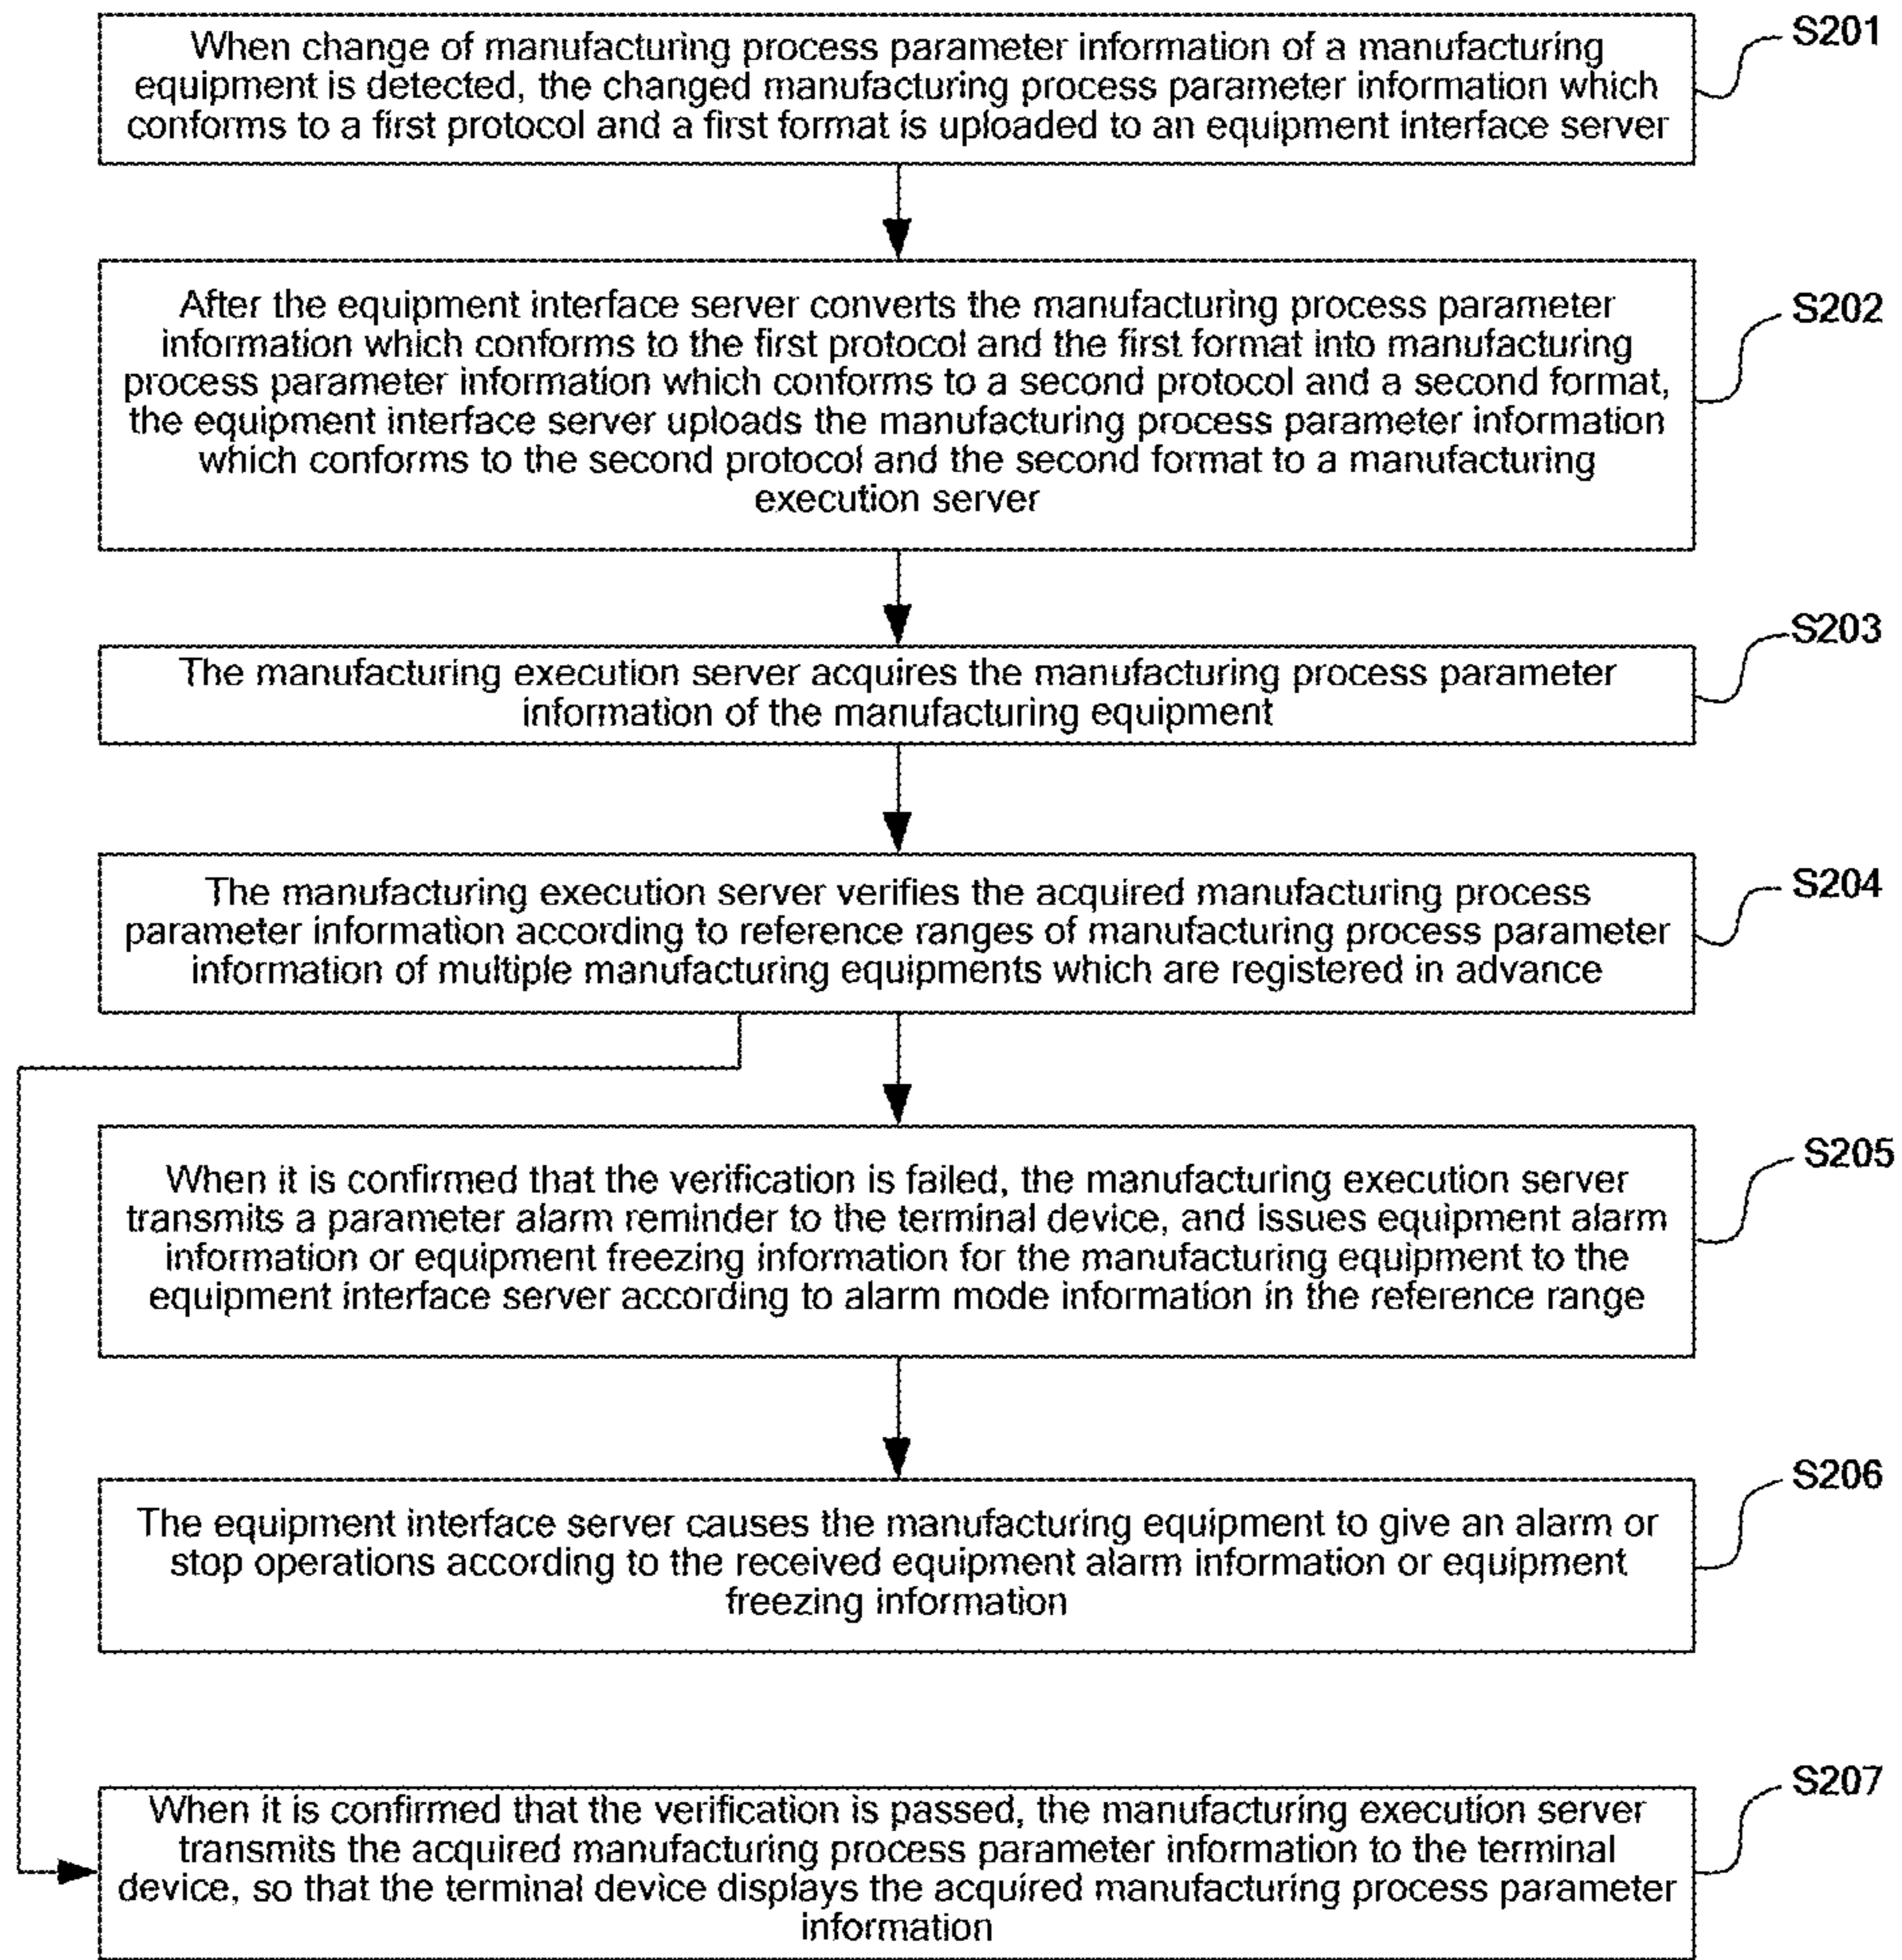 When change of manufacturing process parameter information of a manufacturing
equipment is detected, the changed manufacturing process parameter information which
conforms to a first protocol and a first format is uploaded to an equipment interface server
S201
After the equipment interface server converts the manufacturing process parameter
information which conforms to the first protocol and the first format into manufacturing
process parameter information which conforms to a second protocol and a second format,
the equipment interface server uploads the manufacturing process parameter information
which conforms to the second protocol and the second format to a manufacturing
execution server
S202
The manufacturing execution server acquires the manufacturing process parameter
information of the manufacturing equipment
S203
The manufacturing execution server verifies the acquired manufacturing process
parameter information according to reference ranges of manufacturing process parameter
information of multiple manufacturing equipments which are registered in advance
S204
When it is confirmed that the verification is failed, the manufacturing execution server
transmits a parameter alarm reminder to the terminal device, and issues equipment alarm
information or equipment freezing information for the manufacturing equipment to the
equipment interface server according to alarm mode information in the reference range
S205
The equipment interface server causes the manufacturing equipment to give an alarm or
stop operations according to the received equipment alarm information or equipment
freezing information
S206
When it is confirmed that the verification is passed, the manufacturing execution server
transmits the acquired manufacturing process parameter information to the terminal
device, so that the terminal device displays the acquired manufacturing process parameter
information
S207